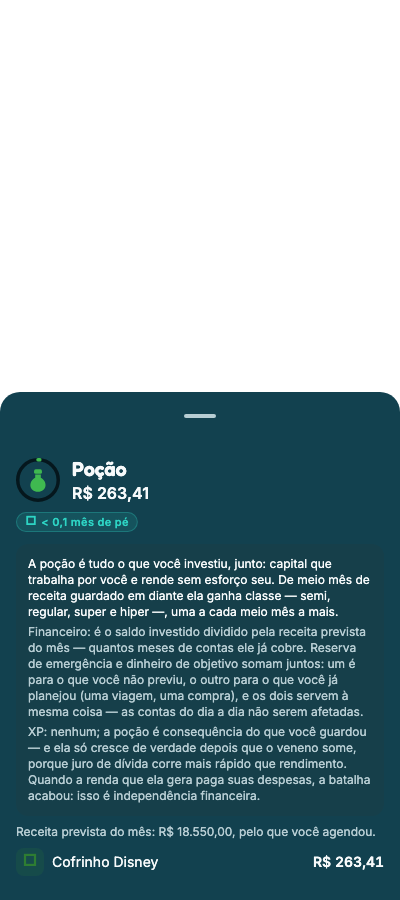 Poção
R$ 263,41
< 0,1 mês de pé
A poção é tudo o que você investiu, junto: capital que
trabalha por você e rende sem esforço seu. De meio mês de
receita guardado em diante ela ganha classe — semi,
regular, super e hiper —, uma a cada meio mês a mais.
Financeiro: é o saldo investido dividido pela receita prevista
do mês — quantos meses de contas ele já cobre. Reserva
de emergência e dinheiro de objetivo somam juntos: um é
para o que você não previu, o outro para o que você já
planejou (uma viagem, uma compra), e os dois servem à
mesma coisa — as contas do dia a dia não serem afetadas.
XP: nenhum; a poção é consequência do que você guardou
— e ela só cresce de verdade depois que o veneno some,
porque juro de dívida corre mais rápido que rendimento.
Quando a renda que ela gera paga suas despesas, a batalha
acabou: isso é independência financeira.
Receita prevista do mês: R$ 18.550,00, pelo que você agendou.
Cofrinho Disney R$ 263,41